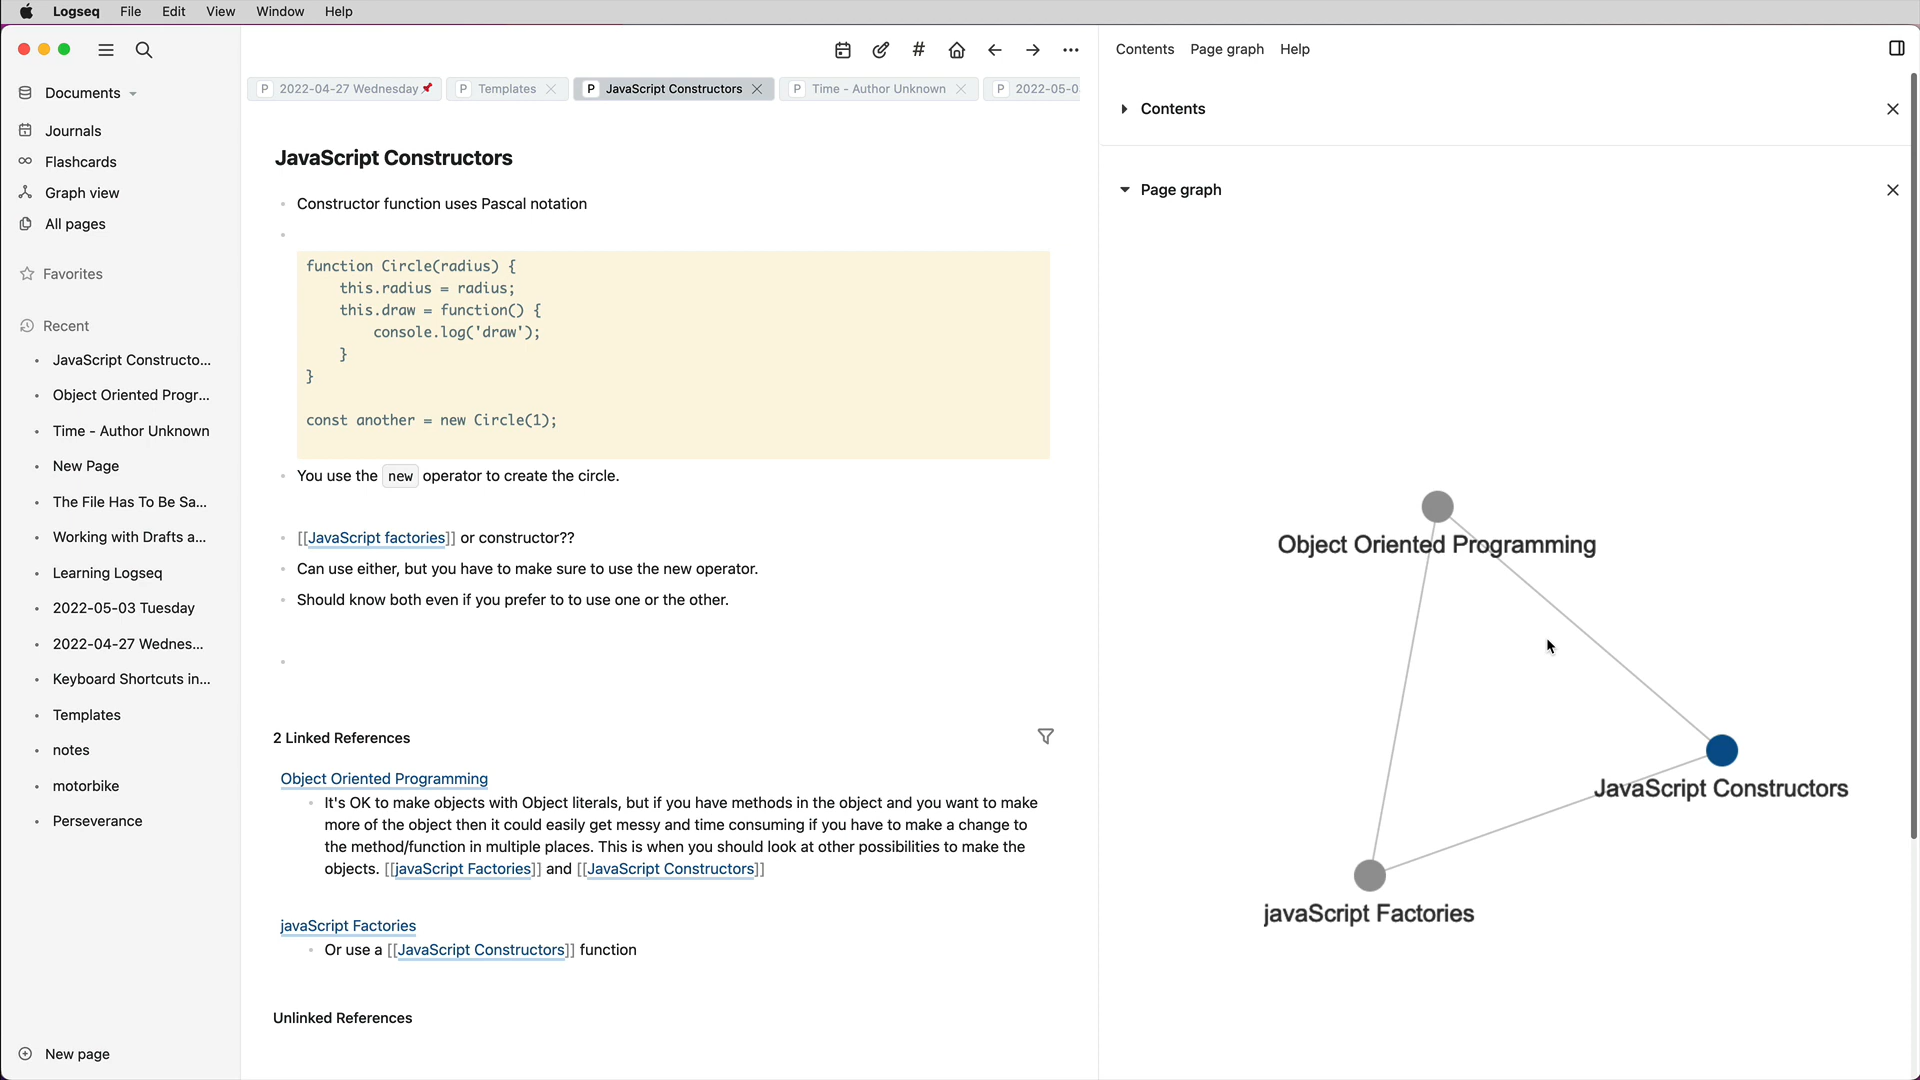 Logseq File Edit View Window Help
Documents
Journals
Flashcards
Graph view
All pages
Favorites
Recent
JavaScript Constructo...
Object Oriented Progr...
Time - Author Unknown
New Page
The File Has To Be Sa...
Working with Drafts a...
Learning Logseq
2022-05-03 Tuesday
2022-04-27 Wednes...
Keyboard Shortcuts in...
Templates
notes
motorbike
Perseverance
New page
P 2022-04-27 Wednesday P Templates P JavaScript Constructors P Time - Author Unknown P 2022-05-0
JavaScript Constructors
Constructor function uses Pascal notation
function Circle(radius) {
this.radius = radius;
this.draw = function() {
console.log('draw');
}
}
const another = new Circle(1);
You use the new operator to create the circle.
[[JavaScript factories]] or constructor??
Can use either, but you have to make sure to use the new operator.
Should know both even if you prefer to to use one or the other.
2 Linked References
Object Oriented Programming
It's OK to make objects with Object literals, but if you have methods in the object and you want to make
more of the object then it could easily get messy and time consuming if you have to make a change to
the method/function in multiple places. This is when you should look at other possibilities to make the
objects. [[javaScript Factories]] and [[JavaScript Constructors]]
javaScript Factories
Or use a [[JavaScript Constructors]] function
Unlinked References
Contents Page graph Help
Contents
Page graph
Object Oriented Programming
JavaScript Constructors
javaScript Factories